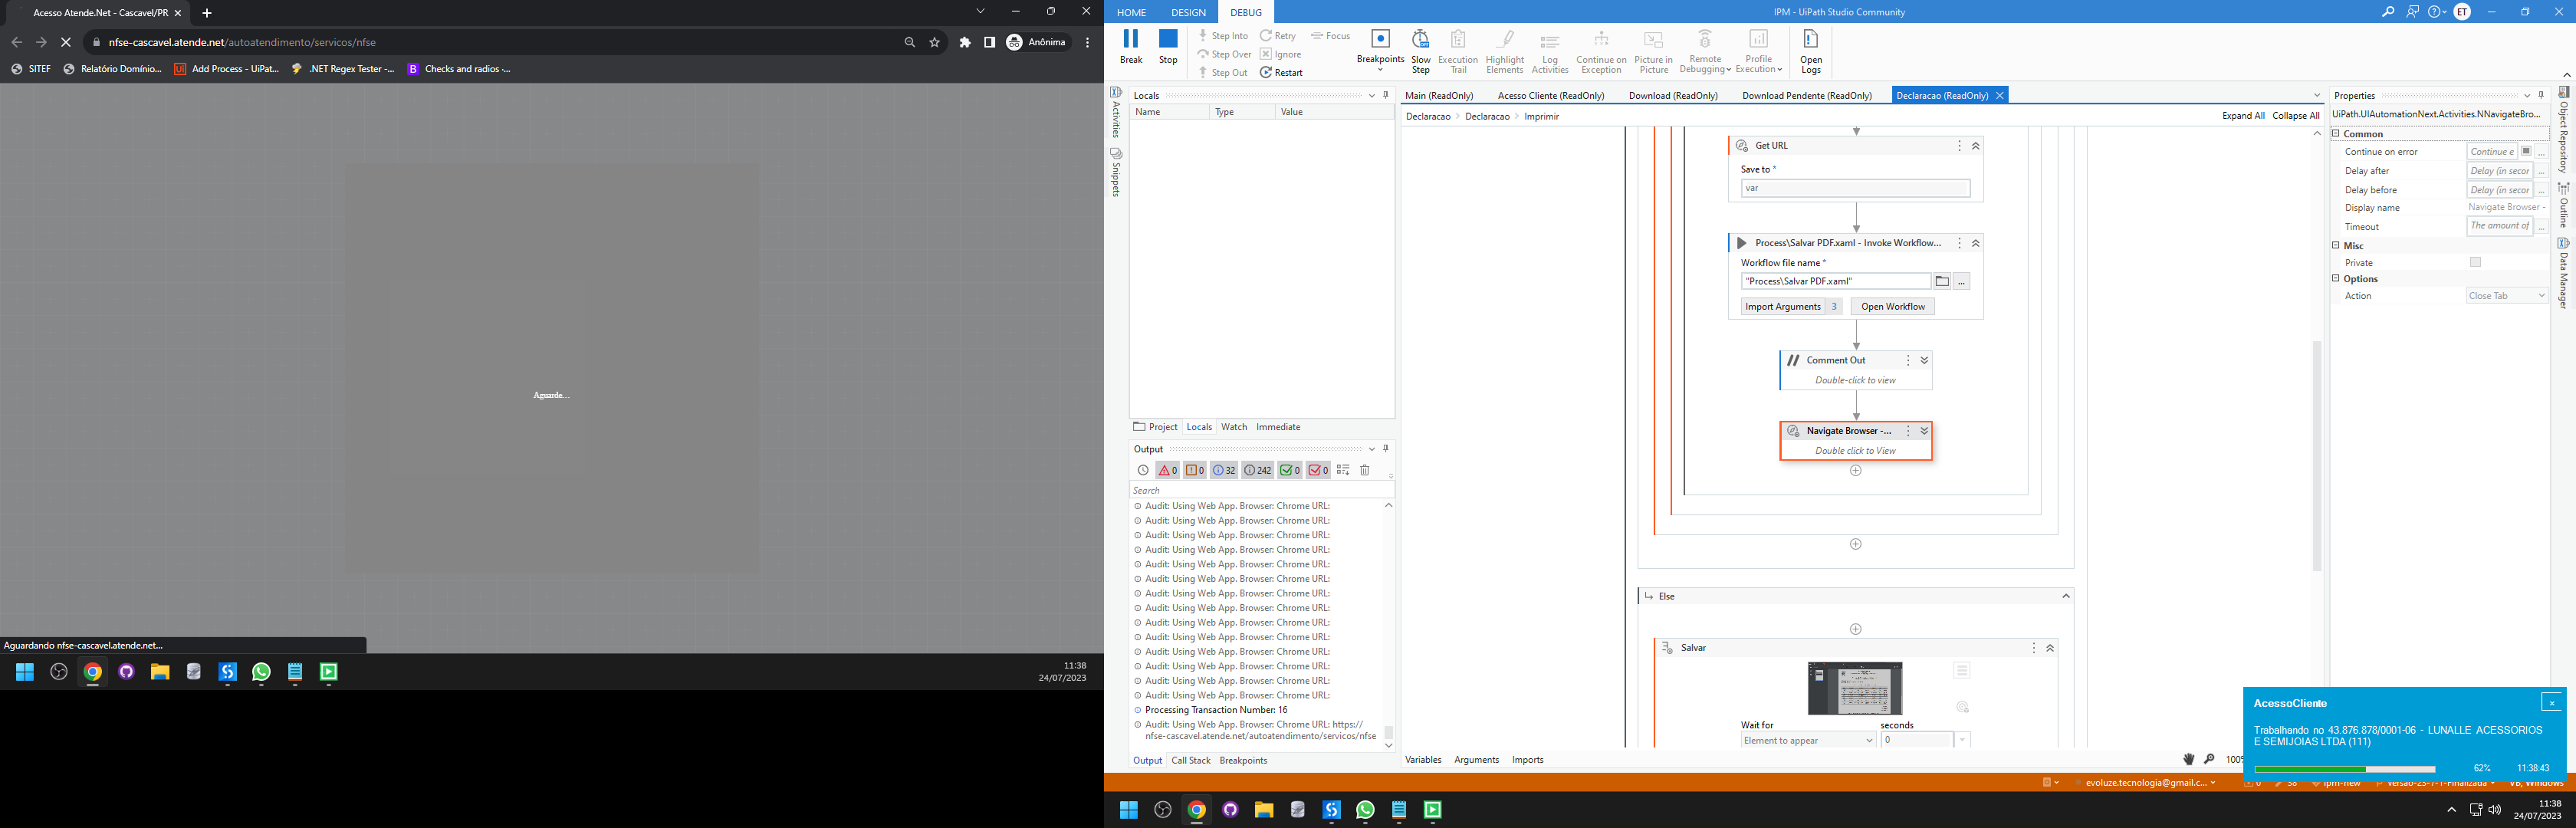 Acesso Atende.Net - Cascavel/PR
nfse-cascavel.atende.net/autoatendimento/servicos/nfse
Anônima
SITEF
Relatório Domínio...
Add Process - UiPat...
.NET Regex Tester -...
Checks and radios ·...
Aguarde...
Aguardando nfse-cascavel.atende.net...
11:38
24/07/2023
HOME
DESIGN
DEBUG
IPM - UiPath Studio Community
ET
Break
Stop
Step Into
Step Over
Step Out
Retry
Ignore
Restart
Focus
Breakpoints
Slow Step
Execution Trail
Highlight Elements
Log Activities
Continue on Exception
Picture in Picture
Remote Debugging
Profile Execution
Open Logs
Activities
Snippets
Locals
Name Type Value
Project Locals Watch Immediate
Output
0 0 32 242 0 0
Search
Audit: Using Web App. Browser: Chrome URL:
Audit: Using Web App. Browser: Chrome URL:
Audit: Using Web App. Browser: Chrome URL:
Audit: Using Web App. Browser: Chrome URL:
Audit: Using Web App. Browser: Chrome URL:
Audit: Using Web App. Browser: Chrome URL:
Audit: Using Web App. Browser: Chrome URL:
Audit: Using Web App. Browser: Chrome URL:
Audit: Using Web App. Browser: Chrome URL:
Audit: Using Web App. Browser: Chrome URL:
Audit: Using Web App. Browser: Chrome URL:
Audit: Using Web App. Browser: Chrome URL:
Audit: Using Web App. Browser: Chrome URL:
Audit: Using Web App. Browser: Chrome URL:
Processing Transaction Number: 16
Audit: Using Web App. Browser: Chrome URL: https://
nfse-cascavel.atende.net/autoatendimento/servicos/nfse
Output Call Stack Breakpoints
Main (ReadOnly)
Acesso Cliente (ReadOnly)
Download (ReadOnly)
Download Pendente (ReadOnly)
Declaracao (ReadOnly)
Declaracao > Declaracao > Imprimir
Expand All Collapse All
Get URL
Save to *
var
Process\Salvar PDF.xaml - Invoke Workflow...
Workflow file name *
"Process\Salvar PDF.xaml"
Import Arguments 3
Open Workflow
Comment Out
Double-click to view
Navigate Browser -...
Double click to View
Else
Salvar
Wait for
seconds
Element to appear
0
Variables Arguments Imports
100%
Properties
UiPath.UIAutomationNext.Activities.NNavigateBro...
Common
Continue on error Continue e
Delay after Delay (in secor
Delay before Delay (in secor
Display name Navigate Browser -
Timeout The amount of
Misc
Private
Options
Action Close Tab
Object Repository
Outline
Data Manager
AcessoCliente
Trabalhando no 43.876.878/0001-06 - LUNALLE ACESSORIOS
E SEMIJOIAS LTDA (111)
62%
11:38:43
evoluze.tecnologia@gmail.c...
11:38
24/07/2023